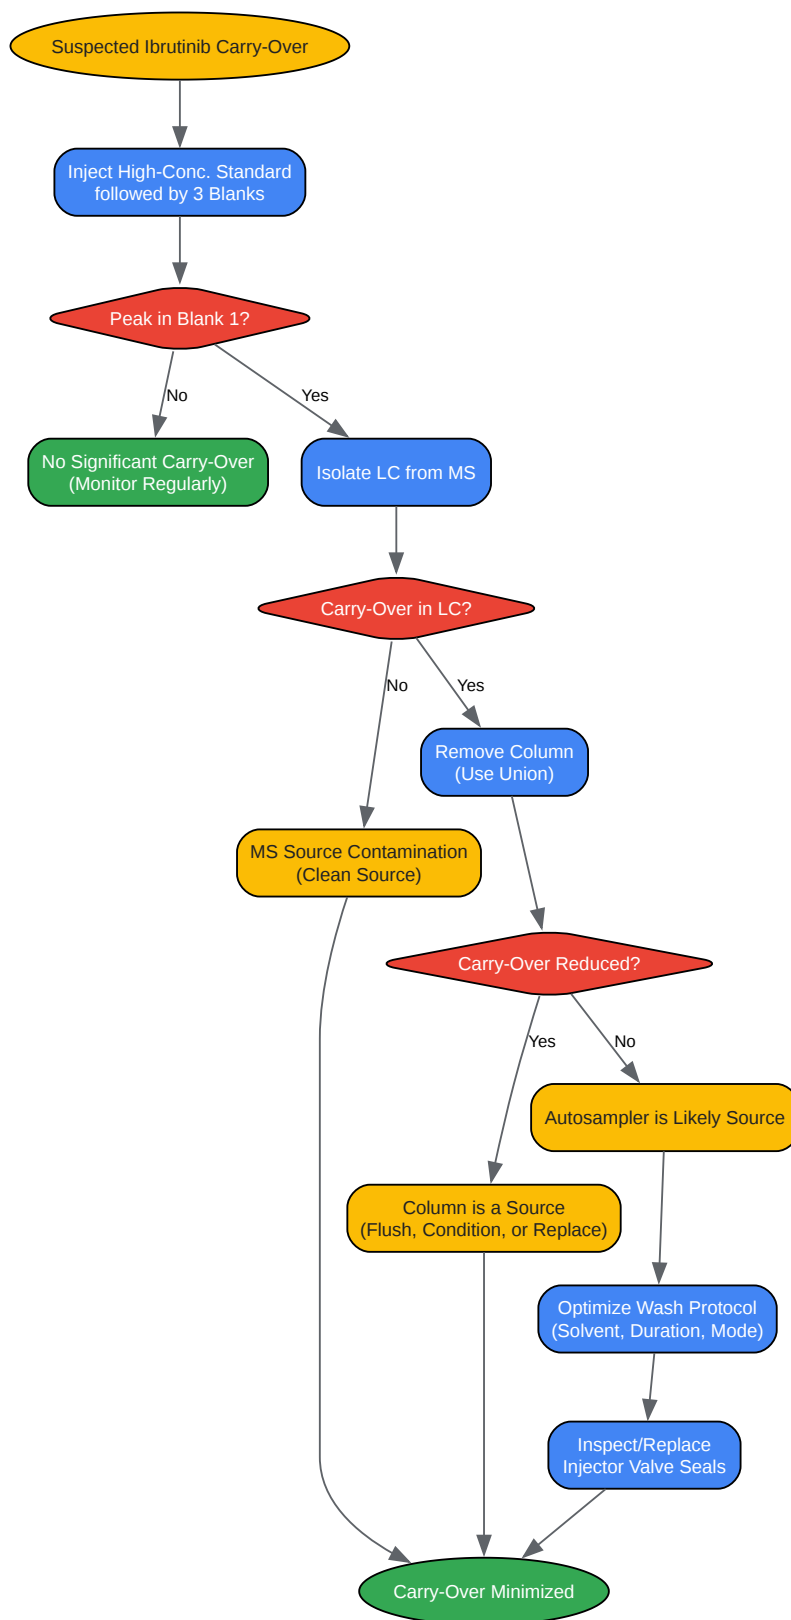 Suspected Ibrutinib Carry-Over
Inject High-Conc. Standard
followed by 3 Blanks
Peak in Blank 1?
No
Yes
No Significant Carry-Over
(Monitor Regularly)
Isolate LC from MS
Carry-Over in LC?
No
Yes
Remove Column
(Use Union)
MS Source Contamination
(Clean Source)
Carry-Over Reduced?
Yes
No
Autosampler is Likely Source
Column is a Source
(Flush, Condition, or Replace)
Optimize Wash Protocol
(Solvent, Duration, Mode)
Inspect/Replace
Injector Valve Seals
Carry-Over Minimized